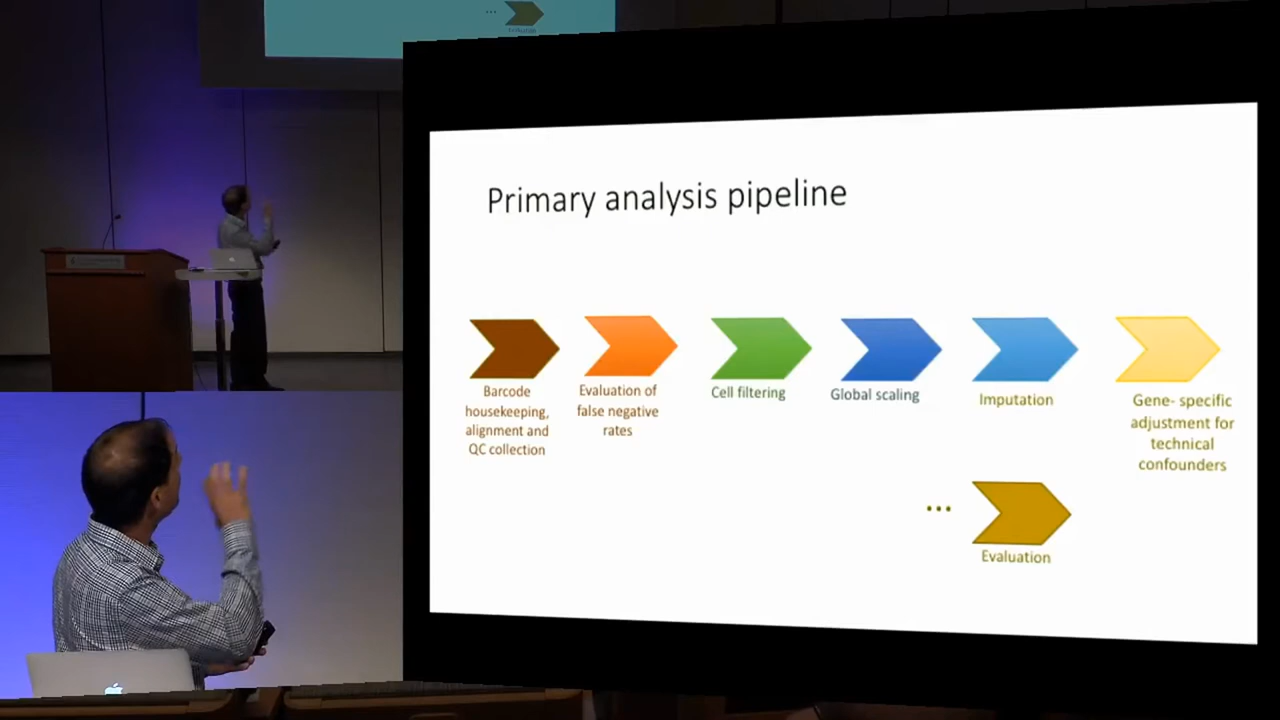 Primary analysis pipeline
Barcode
housekeeping,
alignment and
QC collection
Evaluation of
false negative
rates
Cell filtering
Global scaling
Imputation
Gene- specific
adjustment for
technical
confounders
...
Evaluation